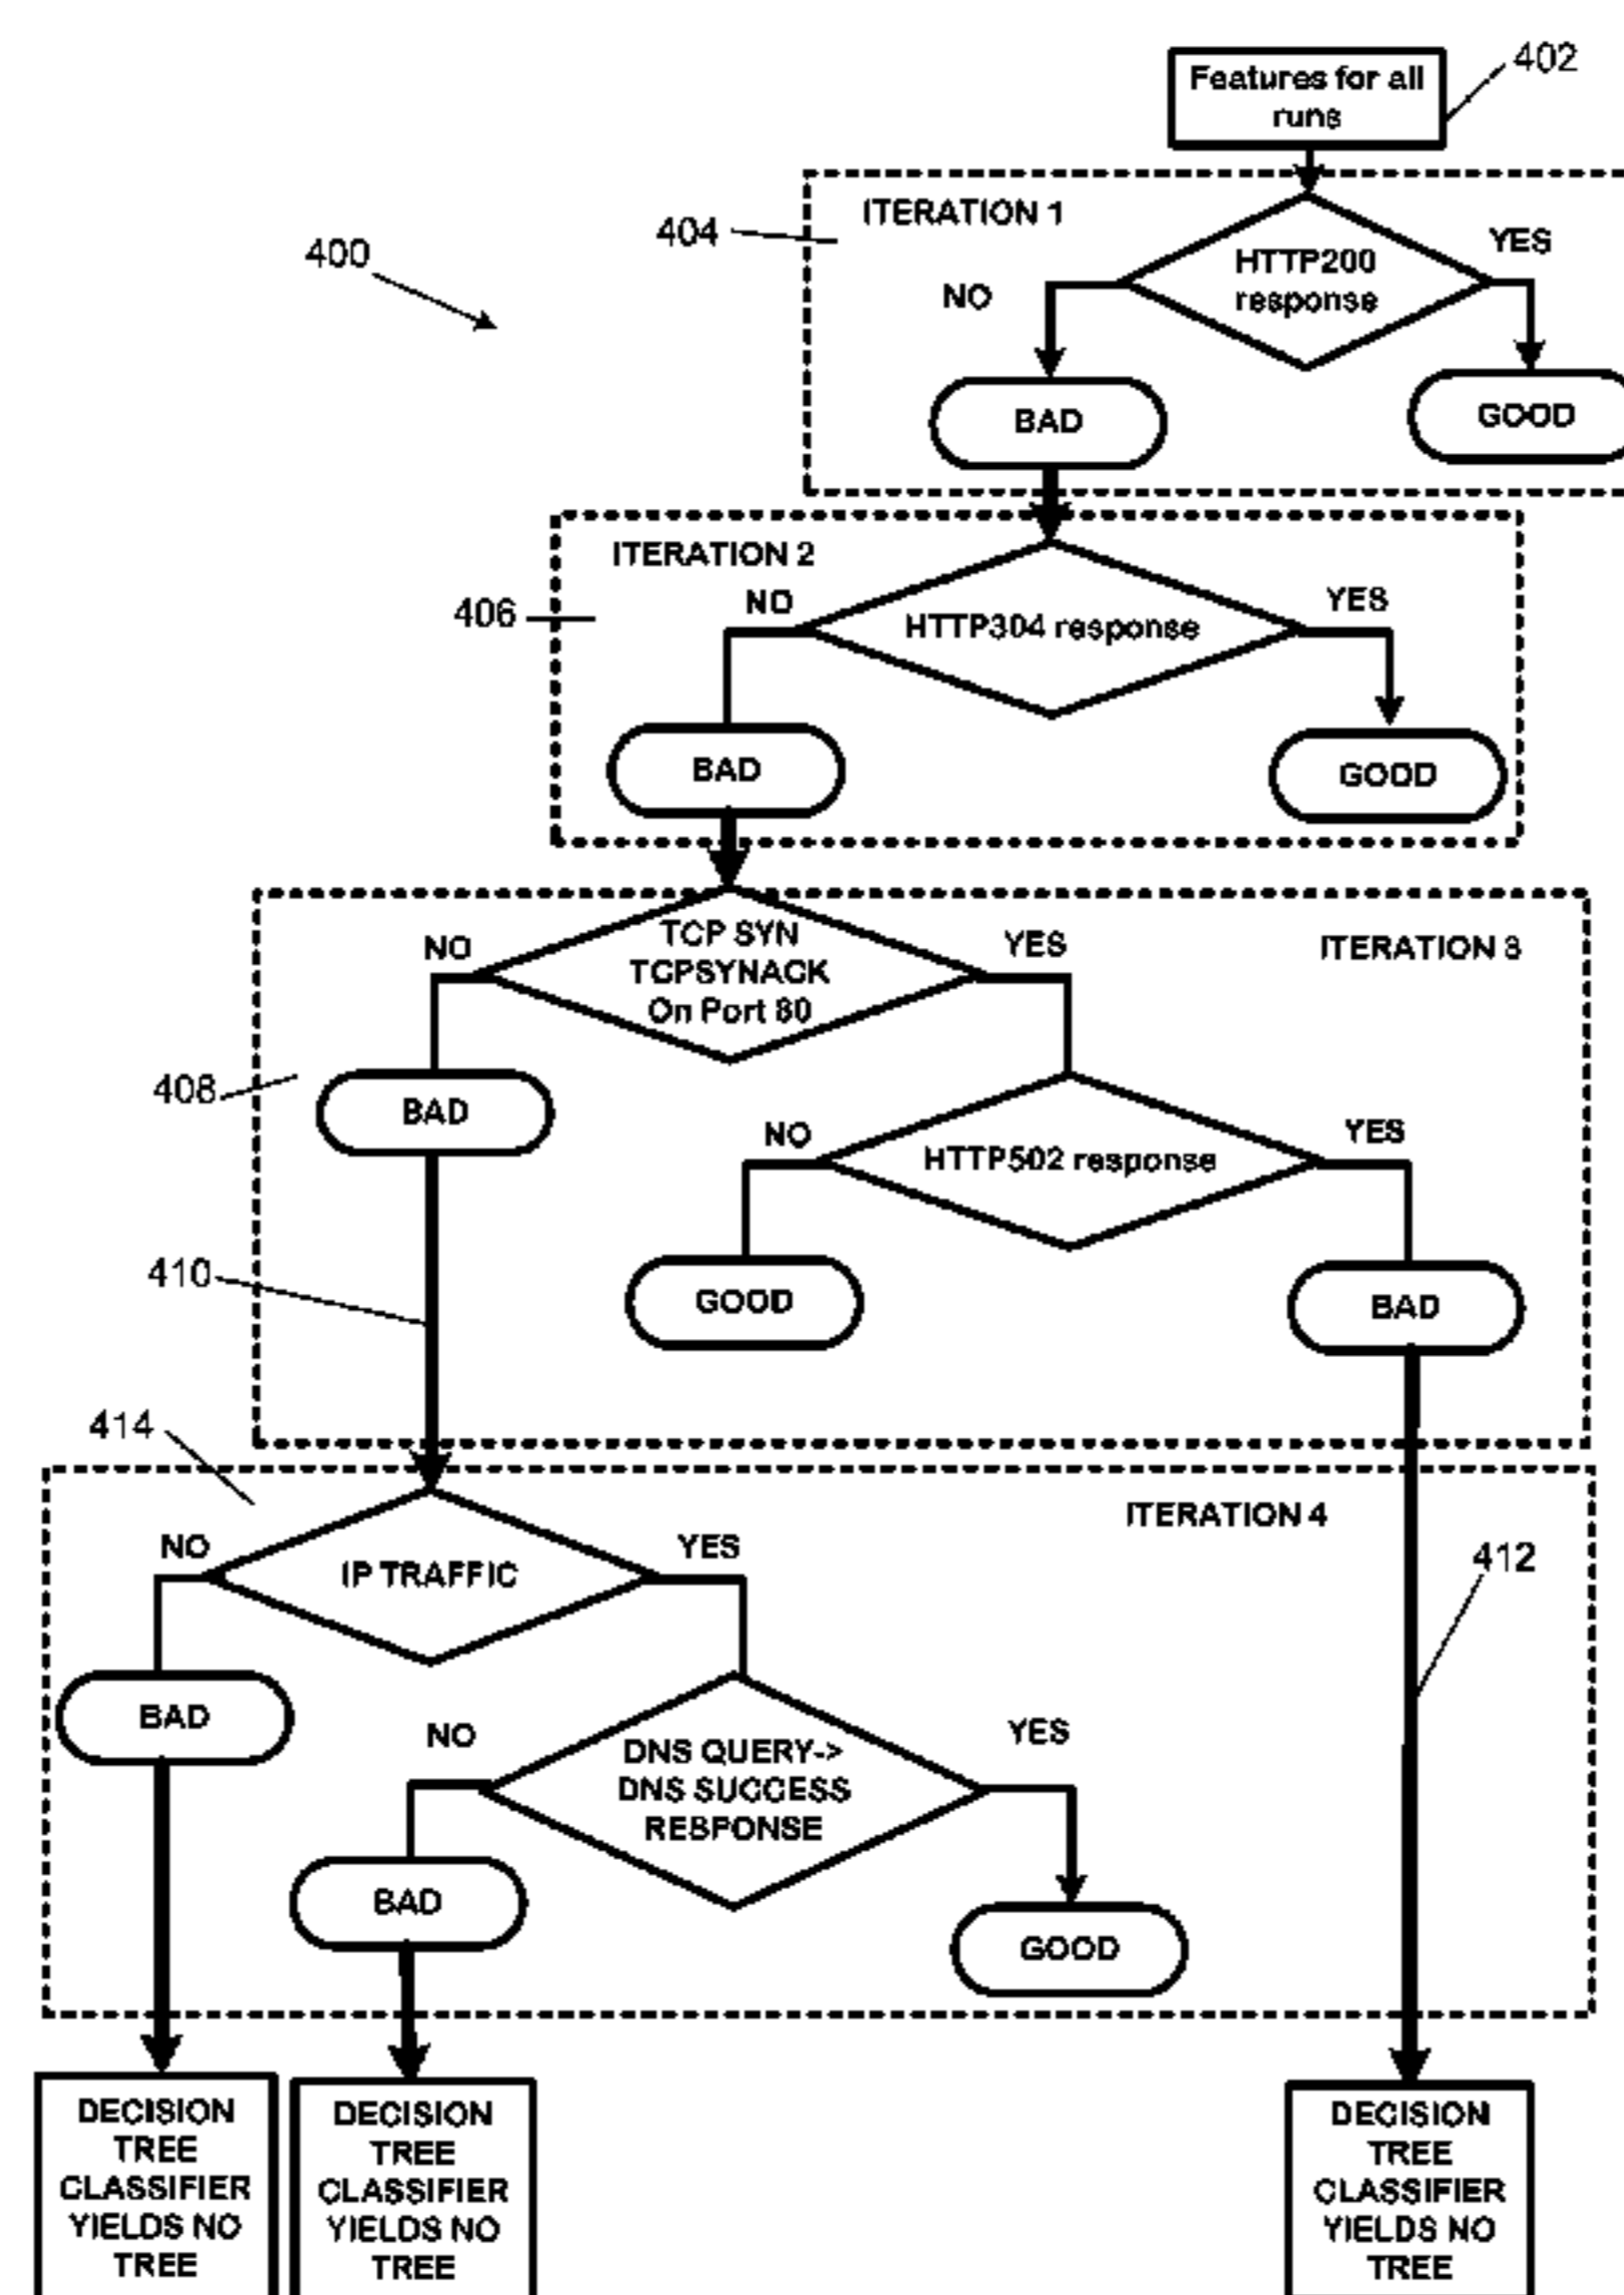 402
Features for all
runs
ITERATION 1
404
400
YES
HTTP200
response
NO
BAD
GOOD
ITERATION 2
406
NO
YES
HTTP304 response
BAD
GOOD
NO
TCP SYN
TCPSYNACK
On Port 80
YES
ITERATION 3
408
BAD
NO
YES
HTTP502 response
410
GOOD
BAD
414
ITERATION 4
NO
YES
IP TRAFFIC
412
BAD
NO
YES
DNS QUERY->
DNS SUCCESS
RESPONSE
BAD
GOOD
DECISION
TREE
CLASSIFIER
YIELDS NO
TREE
DECISION
TREE
CLASSIFIER
YIELDS NO
TREE
DECISION
TREE
CLASSIFIER
YIELDS NO
TREE